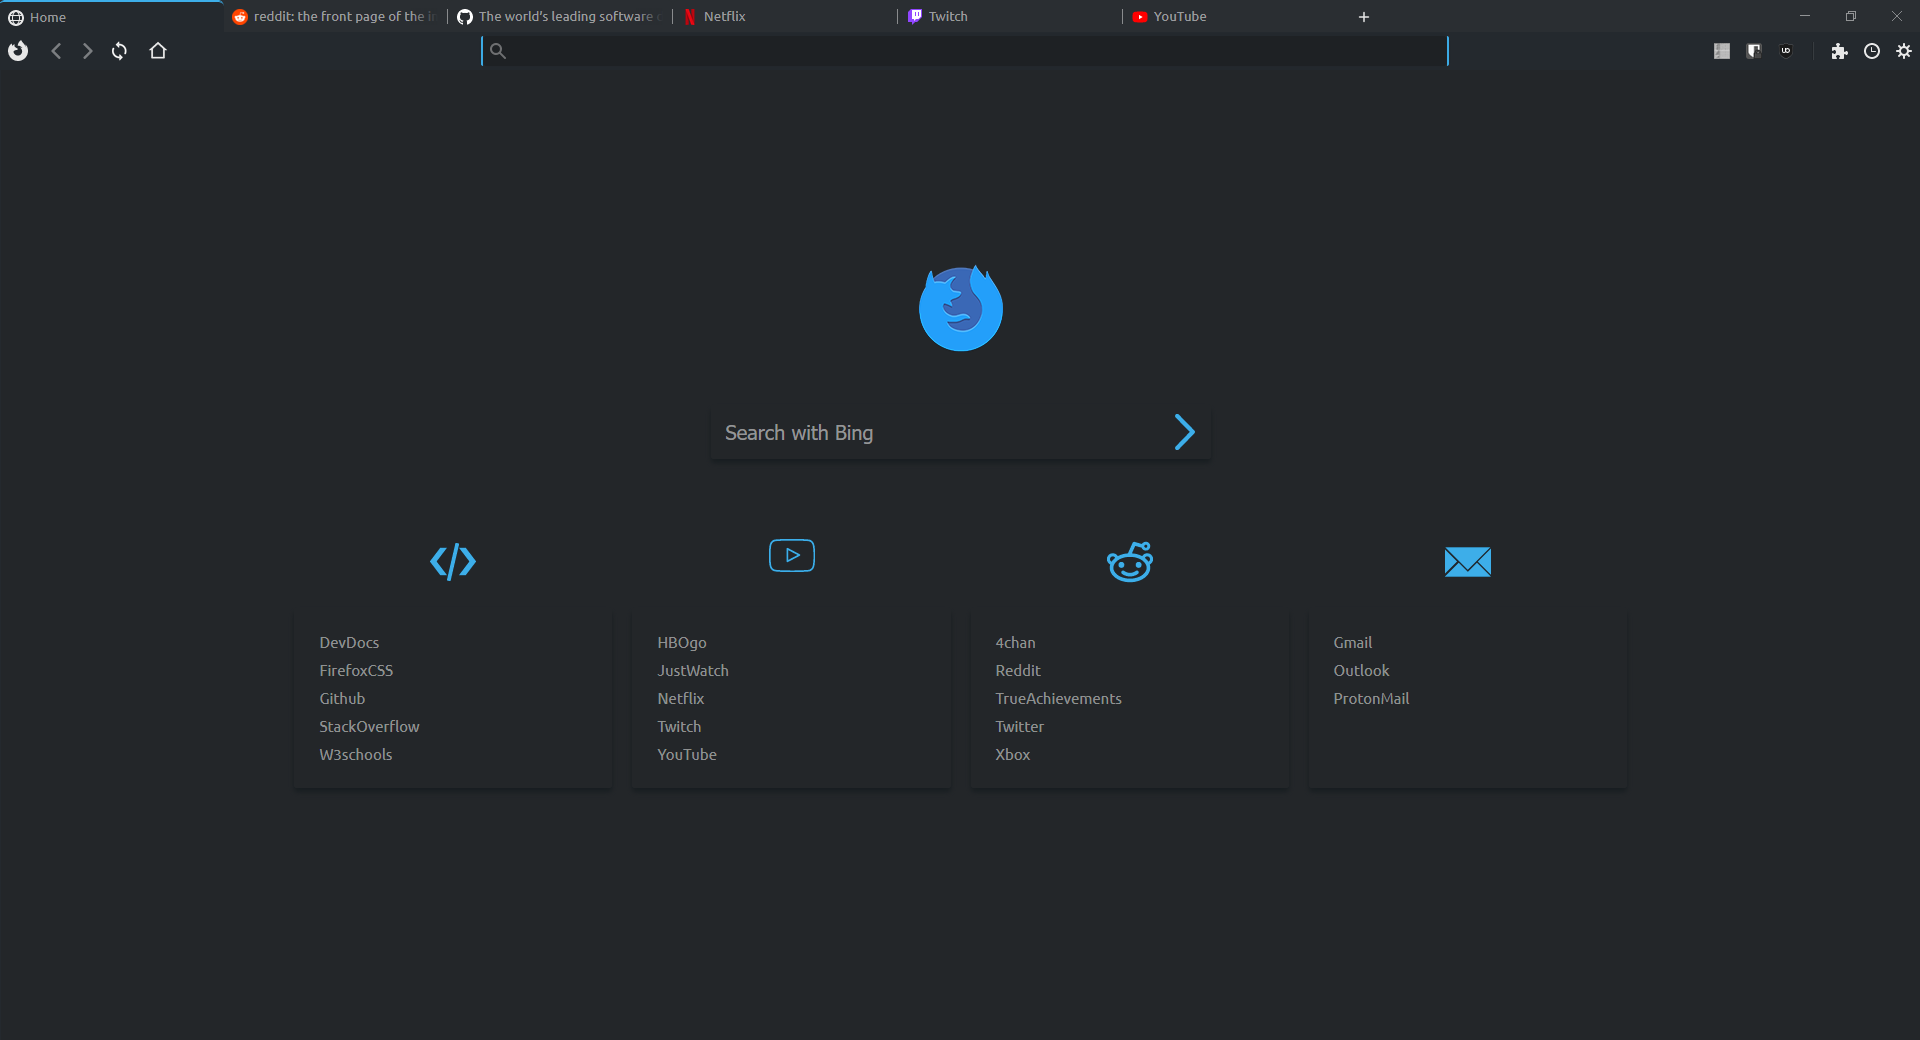 Home
reddit: the front page of the i
The world's leading software
Netflix
Twitch
YouTube
Search with Bing
DevDocs
FirefoxCSS
Github
StackOverflow
W3schools
HBOgo
JustWatch
Netflix
Twitch
YouTube
4chan
Reddit
TrueAchievements
Twitter
Xbox
Gmail
Outlook
ProtonMail